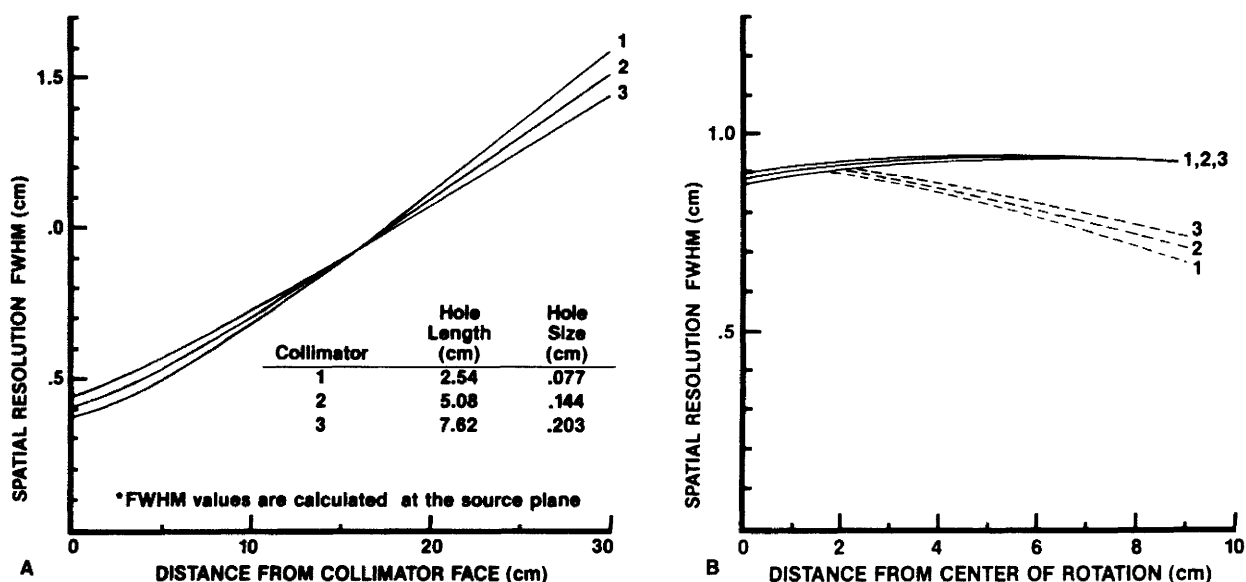 SPATIAL RESOLUTION FWHM (cm)
1.5
.0
.5
0
10
20
30
1
2
3
Hole Hole
Length Size
Collimator (cm) (cm)
1 2.54 .077
2 5.08 .144
3 7.62 .203
*FWHM values are calculated at the source plane
A
DISTANCE FROM COLLIMATOR FACE (cm)
SPATIAL RESOLUTION FWHM (cm)
1.0
.5
0
2
4
6
8
10
1,2,3
3
2
1
B
DISTANCE FROM CENTER OF ROTATION (cm)